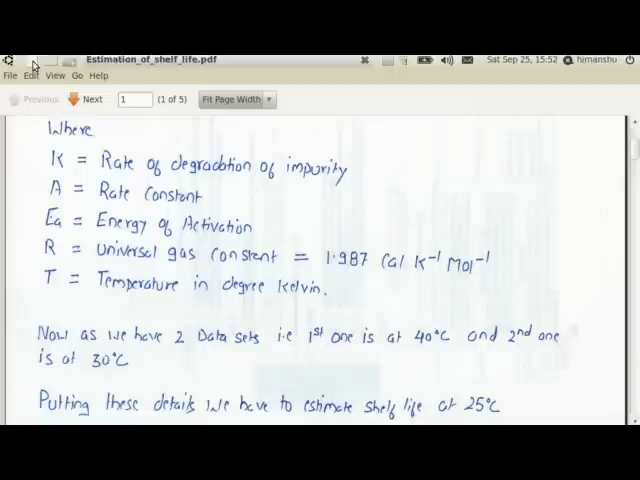 Estimation_of_shelf_life.pdf
Sat Sep 25, 15:52 himanshu
File Edit View Go Help
Previous Next 1 (1 of 5) Fit Page Width
Where
K = Rate of degradation of impurity
A = Rate Constant
Ea = Energy of Activation
R = Universal gas constant = 1.987 Cal K⁻¹ Mol⁻¹
T = Temperature in degree kelvin.
Now as we have 2 Data sets i.e 1st one is at 40°C and 2nd one
is at 30°C
Putting these details we have to estimate shelf life at 25°C